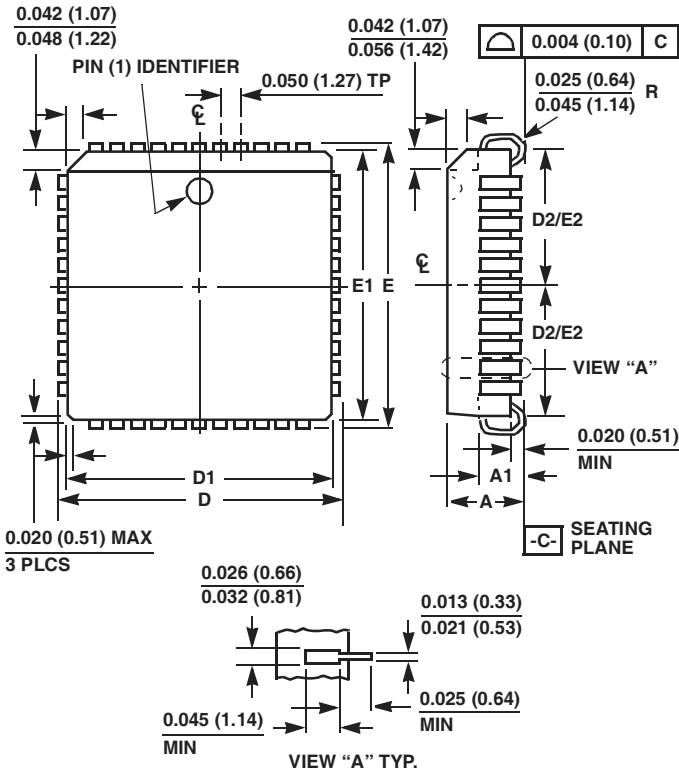 0.042 (1.07)
0.048 (1.22)
PIN (1) IDENTIFIER
0.050 (1.27) TP
℄
0.042 (1.07)
0.056 (1.42)
⌓ 0.004 (0.10) C
0.025 (0.64)
0.045 (1.14)
R
D2/E2
℄
E1 E
D2/E2
VIEW “A”
0.020 (0.51)
MIN
A1
A
D1
D
0.020 (0.51) MAX
3 PLCS
-C- SEATING
PLANE
0.026 (0.66)
0.032 (0.81)
0.013 (0.33)
0.021 (0.53)
0.025 (0.64)
MIN
0.045 (1.14)
MIN
VIEW “A” TYP.